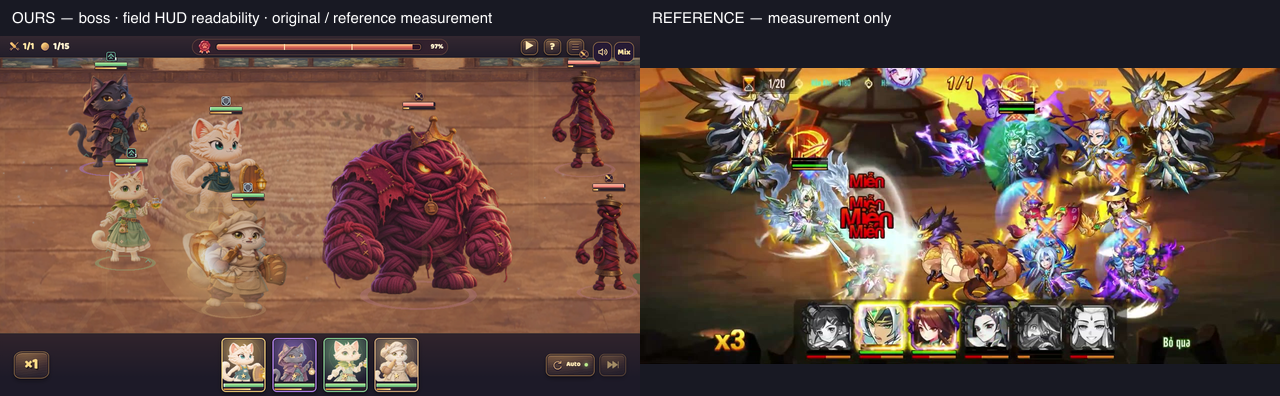 OURS — boss · field HUD readability · original / reference measurement
REFERENCE — measurement only
1/1
1/15
97%
?
Mix
x1
Auto
1/20
1/1
Miễn
Miễn
Miễn
Miễn
x3
Bỏ qua